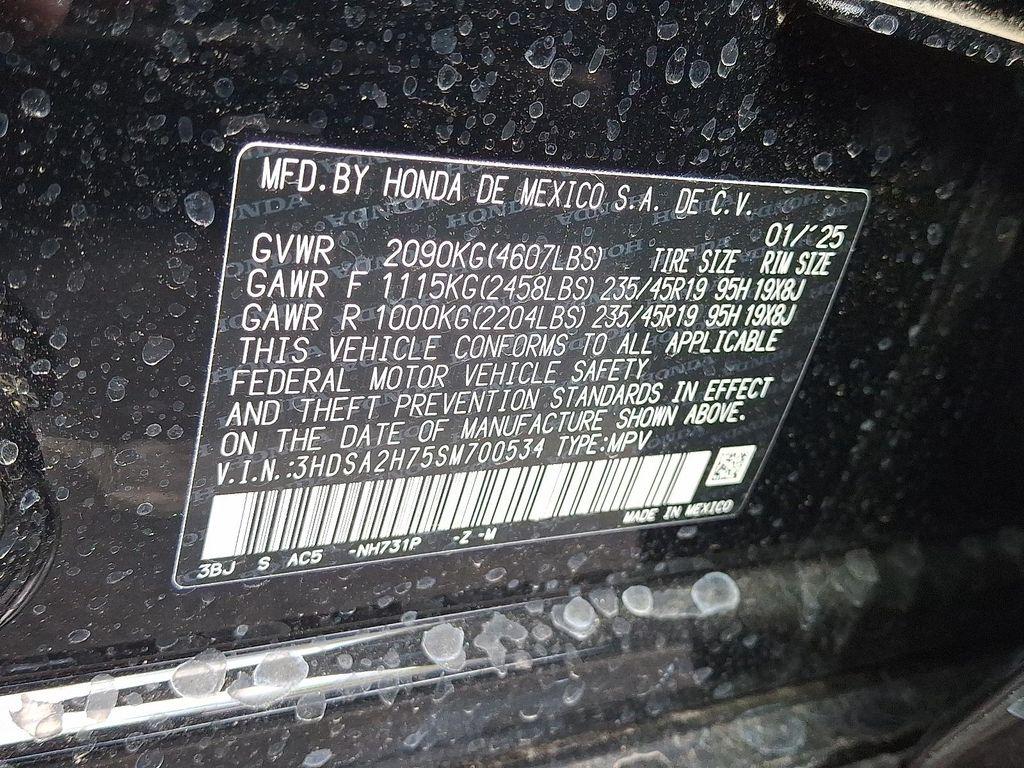 MFD.BY HONDA DE MEXICO S.A. DE C.V.
01/'25
GVWR 2090KG(4607LBS) TIRE SIZE RIM SIZE
GAWR F 1115KG(2458LBS) 235/45R19 95H 19X8J
GAWR R 1000KG(2204LBS) 235/45R19 95H 19X8J
THIS VEHICLE CONFORMS TO ALL APPLICABLE
FEDERAL MOTOR VEHICLE SAFETY
AND THEFT PREVENTION STANDARDS IN EFFECT
ON THE DATE OF MANUFACTURE SHOWN ABOVE.
V.I.N.:3HDSA2H75SM700534 TYPE:MPV
MADE IN MEXICO
3BJ S AC5 -NH731P -Z -M